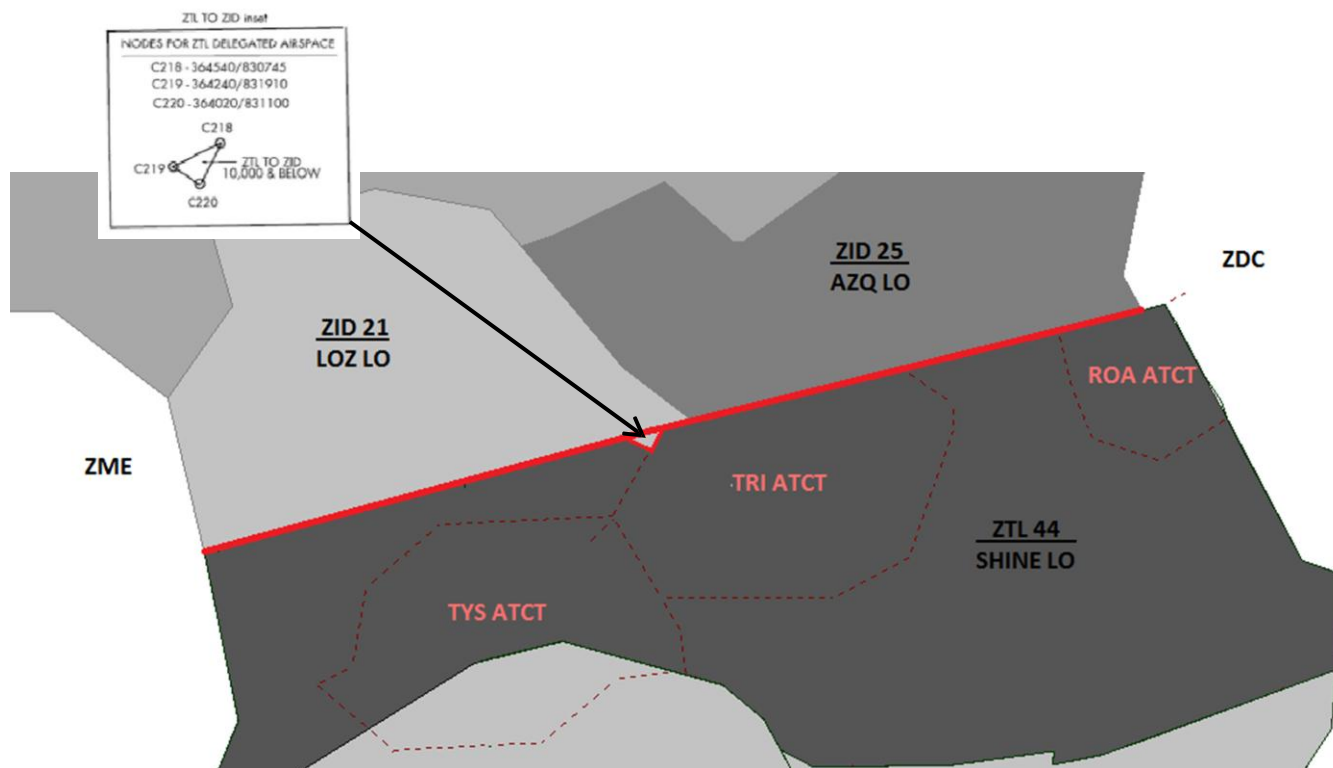 ZTL TO ZID inset
NODES FOR ZTL DELEGATED AIRSPACE
C218 - 364540/830745
C219 - 364240/831910
C220 - 364020/831100
C218
C219
ZTL TO ZID
10,000 & BELOW
C220
ZID 25
AZQ LO
ZDC
ZID 21
LOZ LO
ROA ATCT
ZME
TRI ATCT
ZTL 44
SHINE LO
TYS ATCT